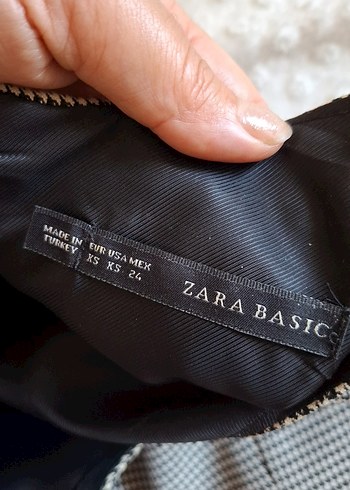 MADE IN
TURKEY
EUR USA MEX
XS XS 24
ZARA BASIC